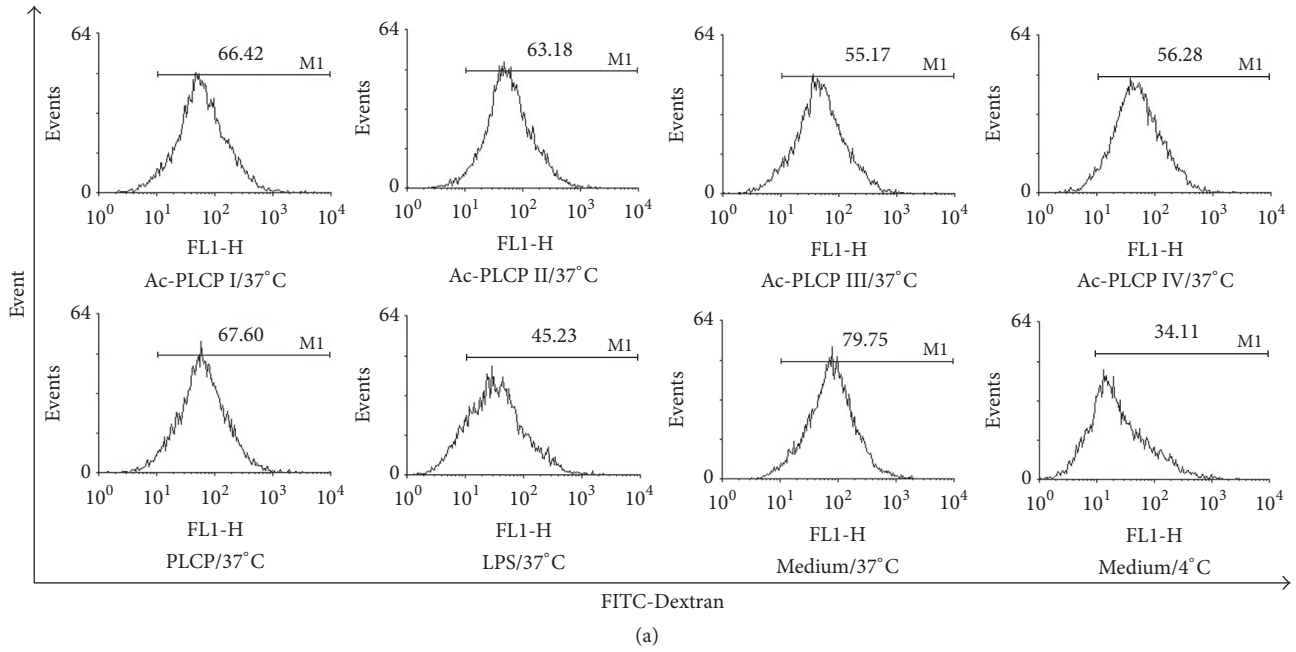 64
66.42
M1
Events
0
10^0 10^1 10^2 10^3 10^4
FL1-H
Ac-PLCP I/37˚C
64
63.18
M1
Events
0
10^0 10^1 10^2 10^3 10^4
FL1-H
Ac-PLCP II/37˚C
64
55.17
M1
Events
0
10^0 10^1 10^2 10^3 10^4
FL1-H
Ac-PLCP III/37˚C
64
56.28
M1
Events
0
10^0 10^1 10^2 10^3 10^4
FL1-H
Ac-PLCP IV/37˚C
Event
64
67.60
M1
Events
0
10^0 10^1 10^2 10^3 10^4
FL1-H
PLCP/37˚C
64
45.23
M1
Events
0
10^0 10^1 10^2 10^3 10^4
FL1-H
LPS/37˚C
64
79.75
M1
Events
0
10^0 10^1 10^2 10^3 10^4
FL1-H
Medium/37˚C
64
34.11
M1
Events
0
10^0 10^1 10^2 10^3 10^4
FL1-H
Medium/4˚C
FITC-Dextran
(a)